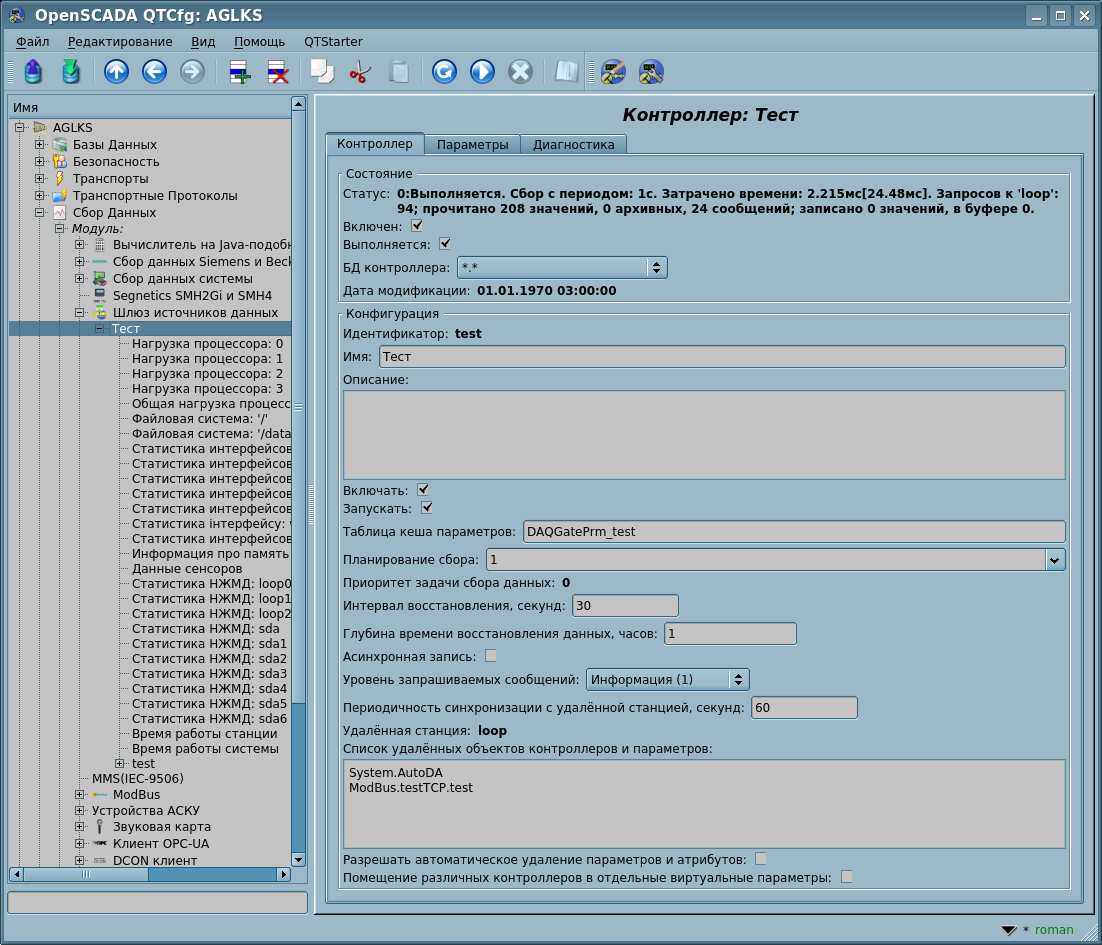 OpenSCADA QTCfg: AGLKS
Файл Редактирование Вид Помощь QTStarter
Имя
AGLKS
Базы Данных
Безопасность
Транспорты
Транспортные Протоколы
Сбор Данных
Модуль:
Вычислитель на Java-подобн
Сбор данных Siemens и Beck
Сбор данных системы
Segnetics SMH2Gi и SMH4
Шлюз источников данных
Тест
Нагрузка процессора: 0
Нагрузка процессора: 1
Нагрузка процессора: 2
Нагрузка процессора: 3
Общая нагрузка процесс
Файловая система: '/'
Файловая система: '/data
Статистика интерфейсов
Статистика интерфейсов
Статистика интерфейсов
Статистика интерфейсов
Статистика интерфейсов
Статистика інтерфейсу:
Статистика интерфейсов
Информация про память
Данные сенсоров
Статистика НЖМД: loop0
Статистика НЖМД: loop1
Статистика НЖМД: loop2
Статистика НЖМД: sda
Статистика НЖМД: sda1
Статистика НЖМД: sda2
Статистика НЖМД: sda3
Статистика НЖМД: sda4
Статистика НЖМД: sda5
Статистика НЖМД: sda6
Время работы станции
Время работы системы
test
MMS(IEC-9506)
ModBus
Устройства АСКУ
Звуковая карта
Клиент OPC-UA
DCON клиент
Контроллер: Тест
Контроллер Параметры Диагностика
Состояние
Статус: 0:Выполняется. Сбор с периодом: 1с. Затрачено времени: 2.215мс[24.48мс]. Запросов к 'loop':
94; прочитано 208 значений, 0 архивных, 24 сообщений; записано 0 значений, в буфере 0.
Включен:
Выполняется:
БД контроллера: *.*
Дата модификации: 01.01.1970 03:00:00
Конфигурация
Идентификатор: test
Имя: Тест
Описание:
Включать:
Запускать:
Таблица кеша параметров: DAQGatePrm_test
Планирование сбора: 1
Приоритет задачи сбора данных: 0
Интервал восстановления, секунд: 30
Глубина времени восстановления данных, часов: 1
Асинхронная запись:
Уровень запрашиваемых сообщений: Информация (1)
Периодичность синхронизации с удалённой станцией, секунд: 60
Удалённая станция: loop
Список удалённых объектов контроллеров и параметров:
System.AutoDA
ModBus.testTCP.test
Разрешать автоматическое удаление параметров и атрибутов:
Помещение различных контроллеров в отдельные виртуальные параметры:
* roman